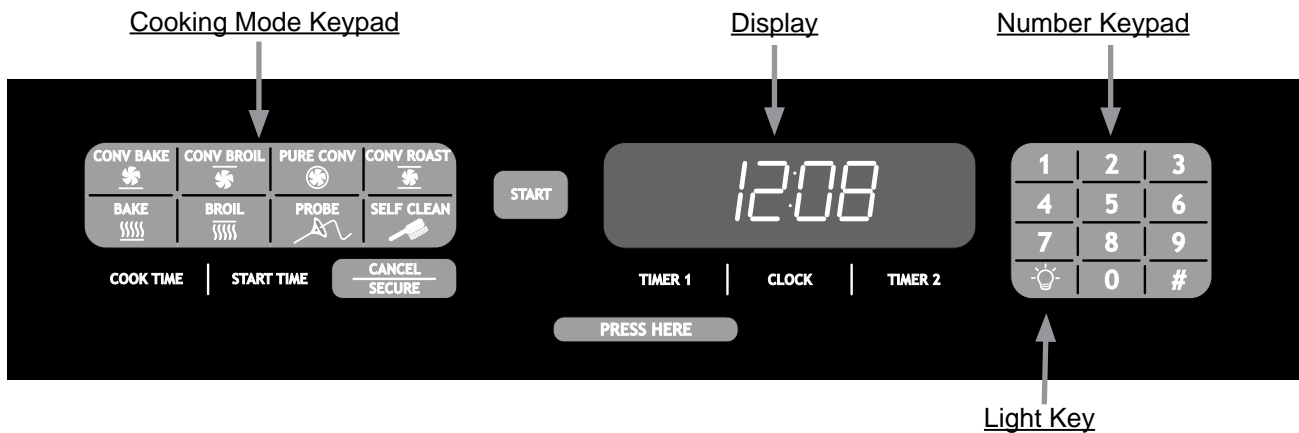 Cooking Mode Keypad Display Number Keypad
CONV BAKE CONV BROIL PURE CONV CONV ROAST
BAKE BROIL PROBE SELF CLEAN
COOK TIME START TIME CANCEL
SECURE
START
12:08
TIMER 1 CLOCK TIMER 2
PRESS HERE
1 2 3
4 5 6
7 8 9
0 #
Light Key